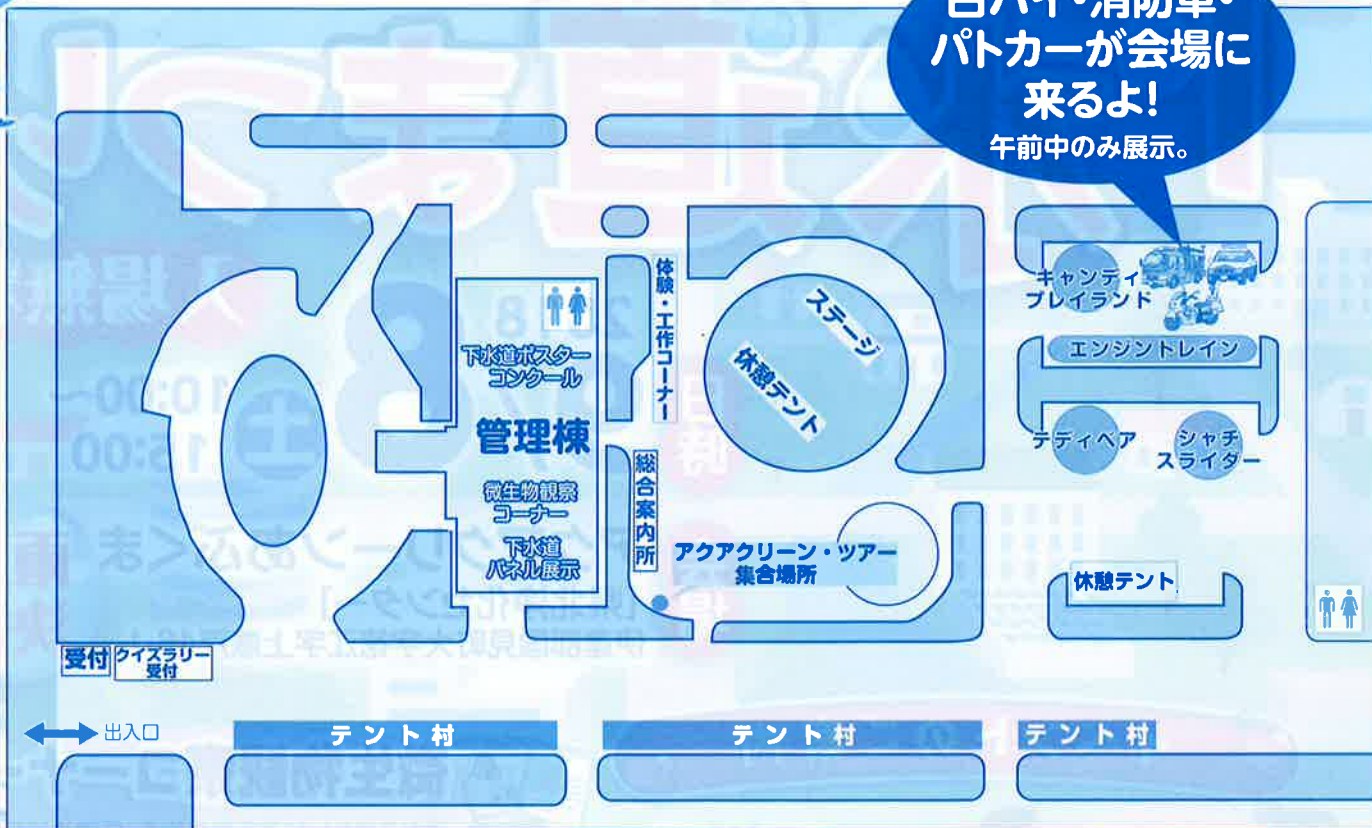 白バイ・消防車・
パトカーが会場に
来るよ!
午前中のみ展示。
キャンディ
プレイランド
エンジントレイン
テディベア
シャチ
スライダー
休憩テント
ステージ
休憩テント
体験・工作コーナー
下水道ポスター
コンクール
管理棟
微生物観察
コーナー
下水道
パネル展示
総合案内所
アクアクリーン・ツアー
集合場所
受付
クイズラリー
受付
出入口
テント村
テント村
テント村